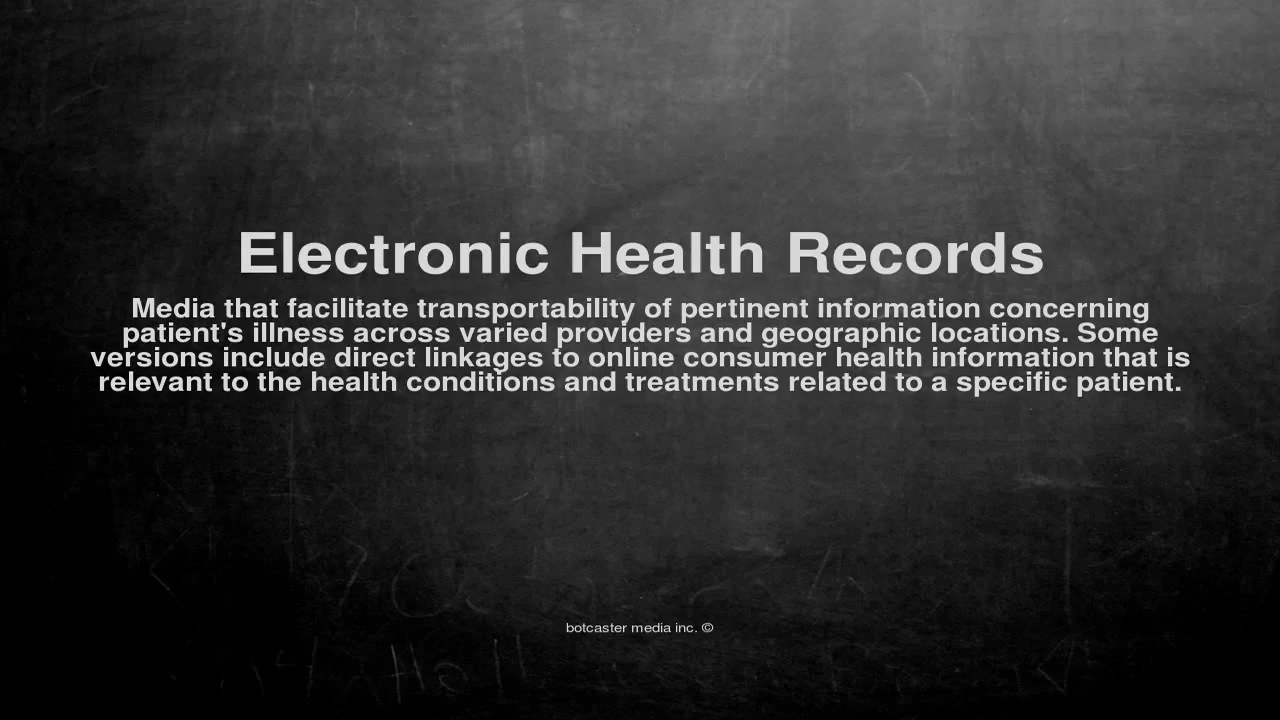 Electronic Health Records
Media that facilitate transportability of pertinent information concerning
patient's illness across varied providers and geographic locations. Some
versions include direct linkages to online consumer health information that is
relevant to the health conditions and treatments related to a specific patient.
botcaster media inc. ©